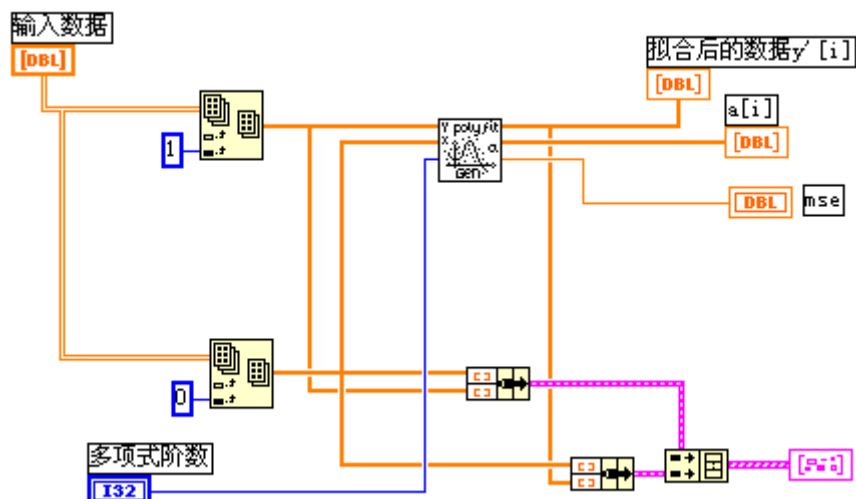 输入数据
[DBL]
1
Y poly.fit
X
a
Gen
拟合后的数据y'[i]
[DBL]
a[i]
[DBL]
DBL
mse
0
多项式阶数
I32